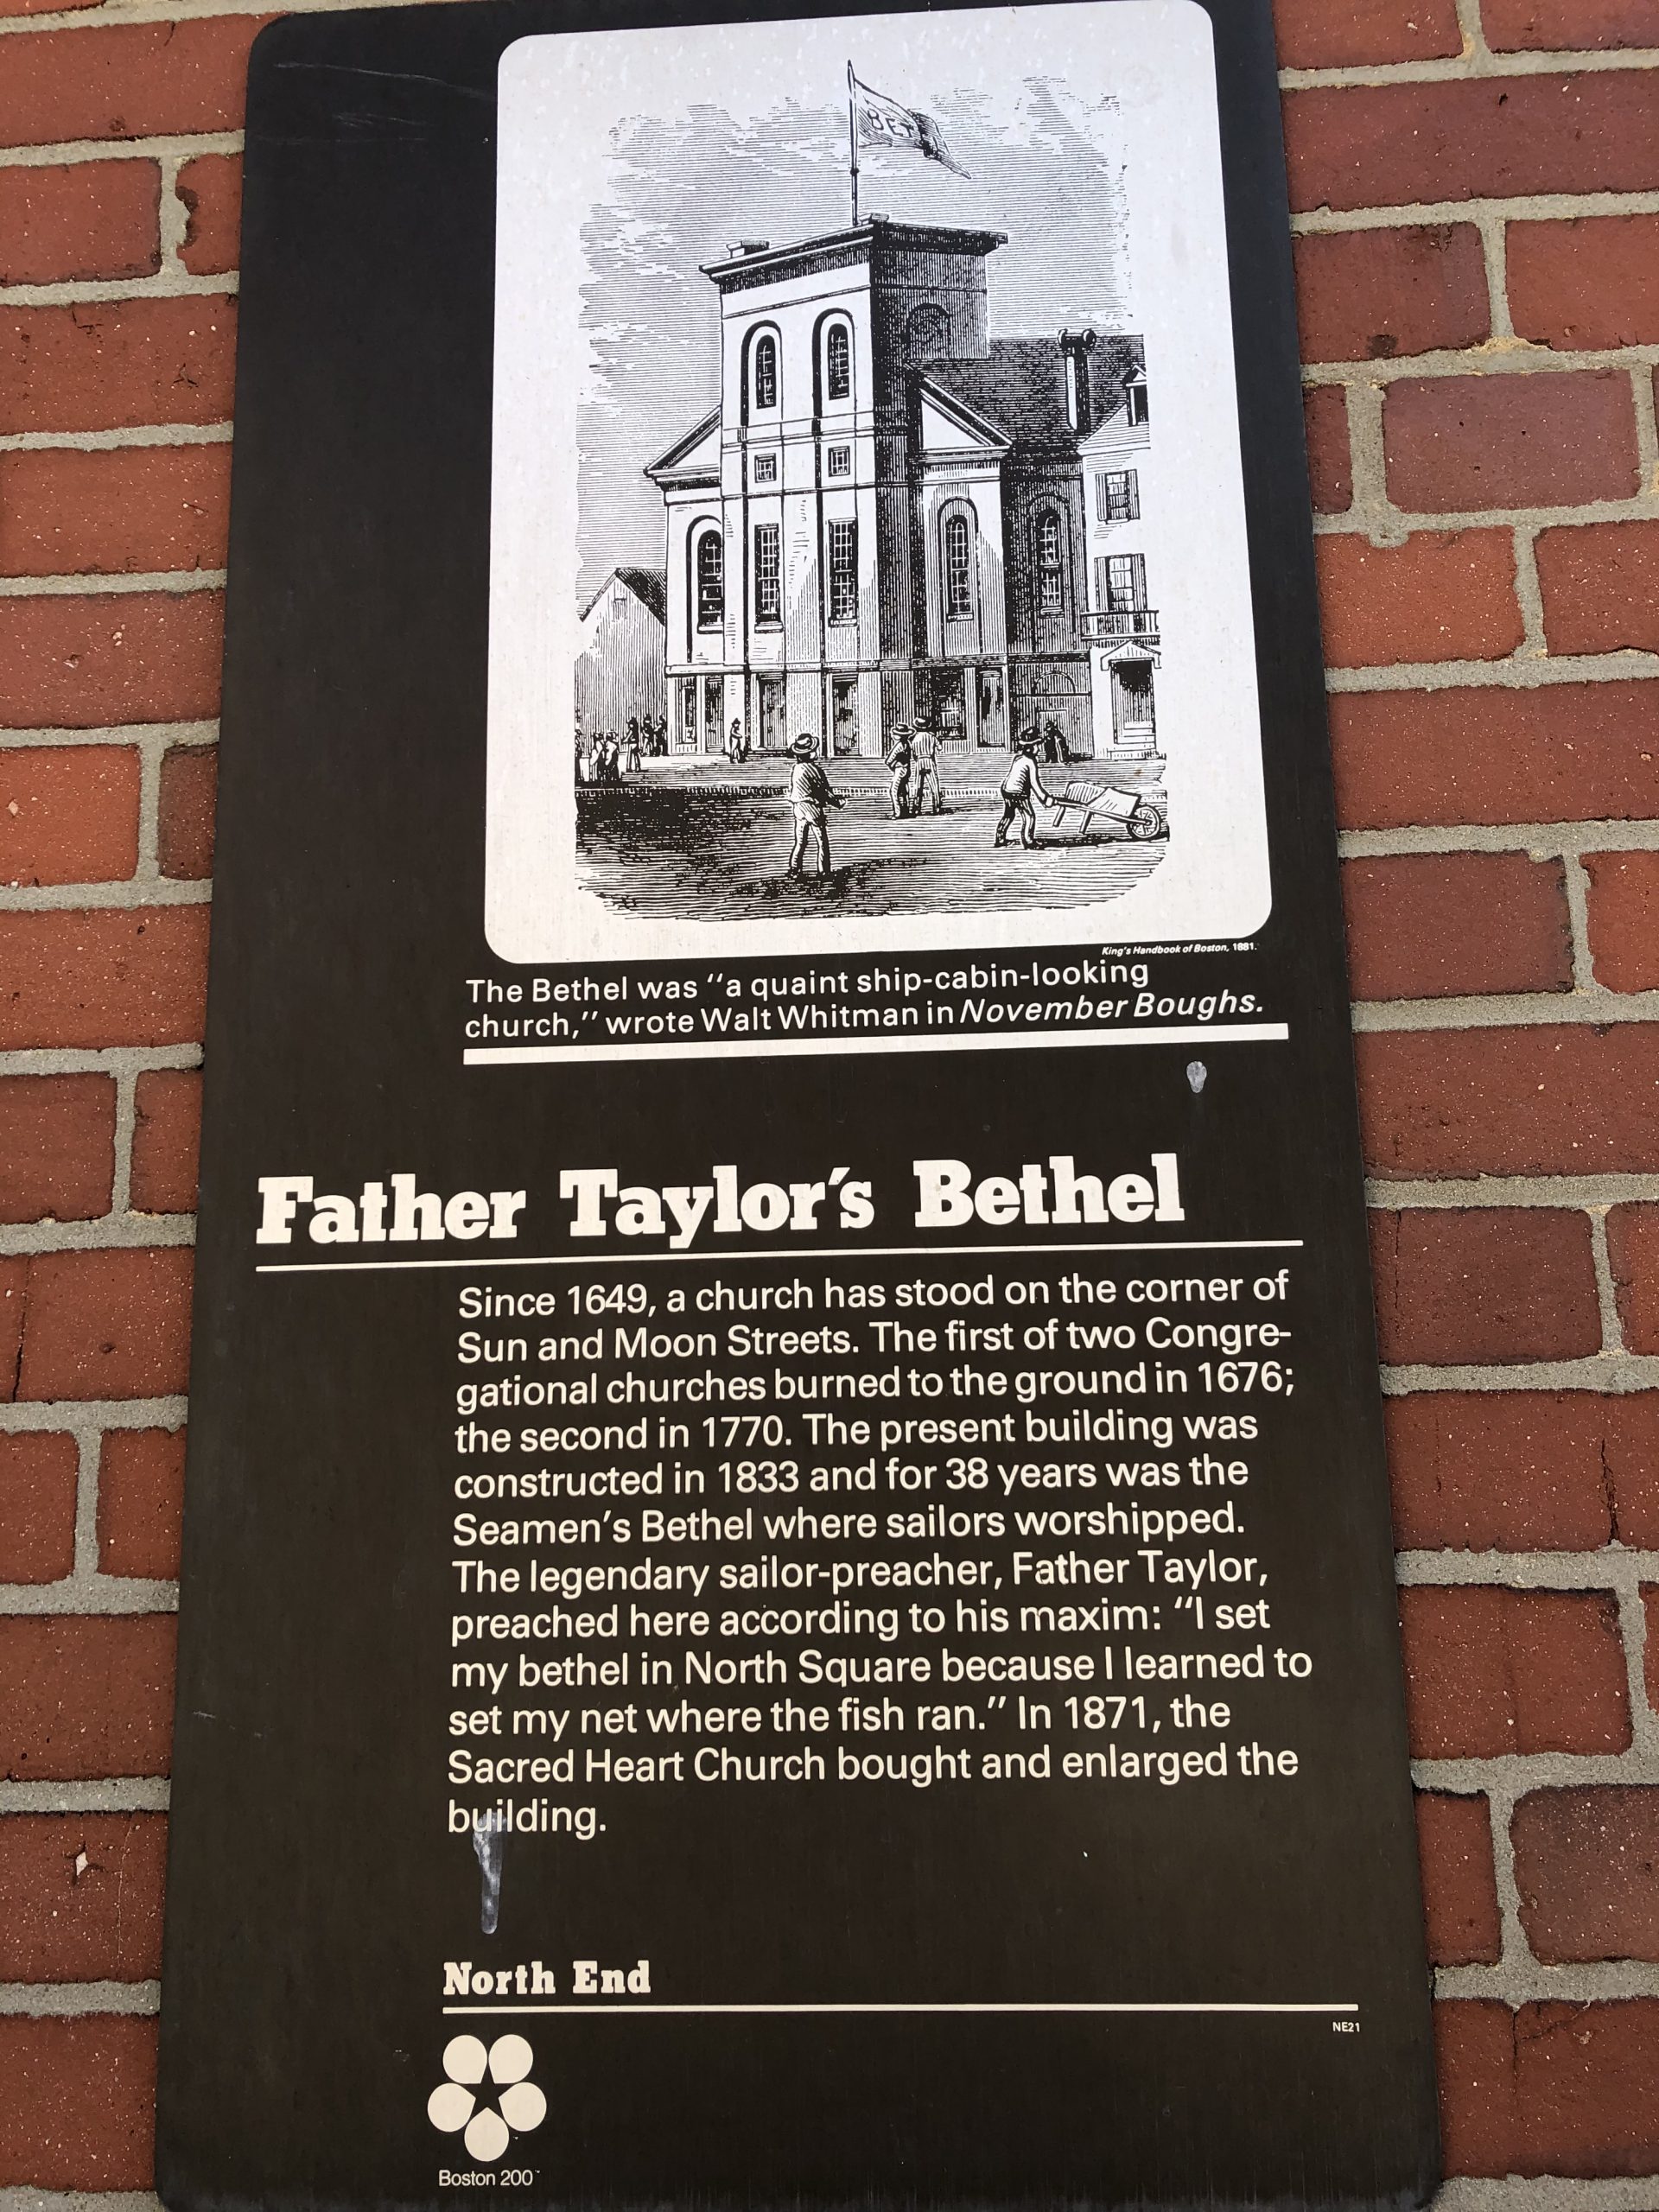 BET
King's Handbook of Boston, 1881.
The Bethel was "a quaint ship-cabin-looking
church," wrote Walt Whitman in November Boughs.
Father Taylor's Bethel
Since 1649, a church has stood on the corner of
Sun and Moon Streets. The first of two Congre-
gational churches burned to the ground in 1676;
the second in 1770. The present building was
constructed in 1833 and for 38 years was the
Seamen's Bethel where sailors worshipped.
The legendary sailor-preacher, Father Taylor,
preached here according to his maxim: "I set
my bethel in North Square because I learned to
set my net where the fish ran." In 1871, the
Sacred Heart Church bought and enlarged the
building.
North End
NE21
Boston 200